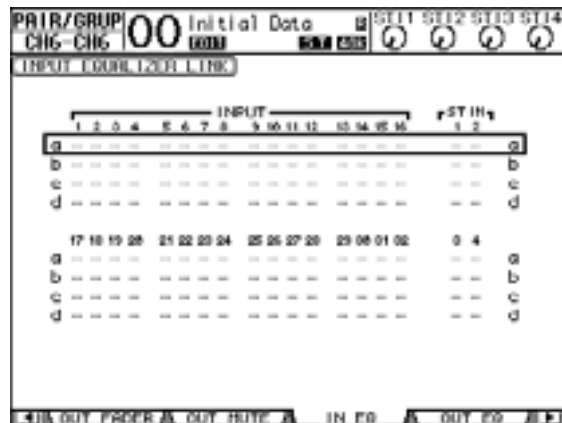 PAIR/GRUP 00 Initial Data ST1 ST2 ST3 ST4
CH6-CH6 EDIT
INPUT EQUALIZER LINK
INPUT ST IN
1 2 3 4 5 6 7 8 9 10 11 12 13 14 15 16 1 2
a a
b b
c c
d d
17 18 19 20 21 22 23 24 25 26 27 28 29 30 31 32 3 4
a a
b b
c c
d d
OUT FADER OUT MUTE IN EQ OUT EQ